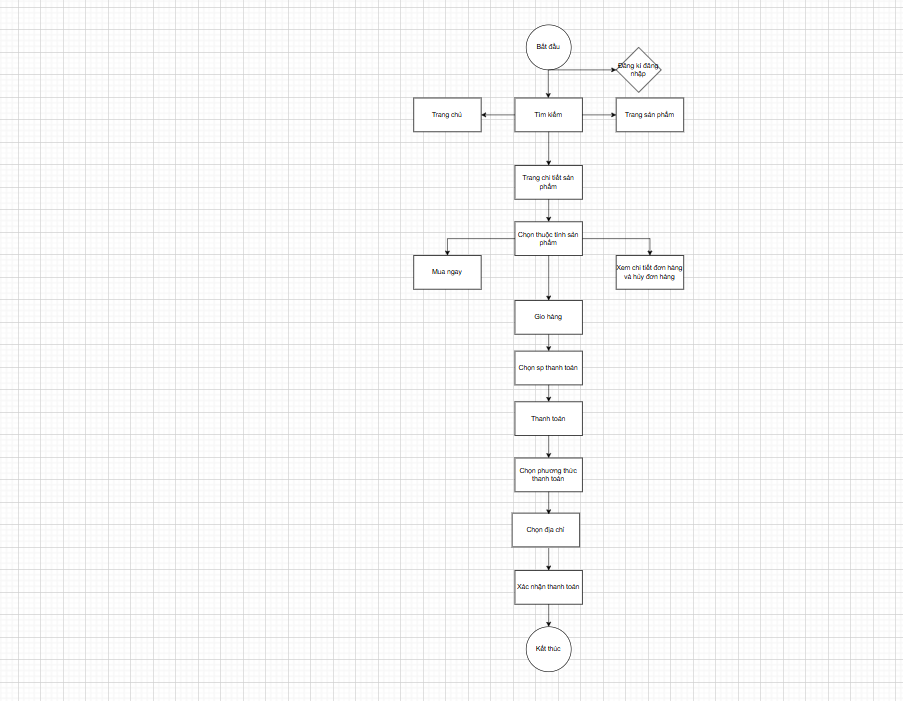 Bắt đầu
Đăng kí đăng
nhập
Trang chủ
Tìm kiếm
Trang sản phẩm
Trang chi tiết sản
phẩm
Chọn thuộc tính sản
phẩm
Mua ngay
Xem chi tiết đơn hàng
và hủy đơn hàng
Gio hàng
Chọn sp thanh toán
Thanh toán
Chọn phương thức
thanh toán
Chọn địa chỉ
Xác nhận thanh toán
Kết thúc